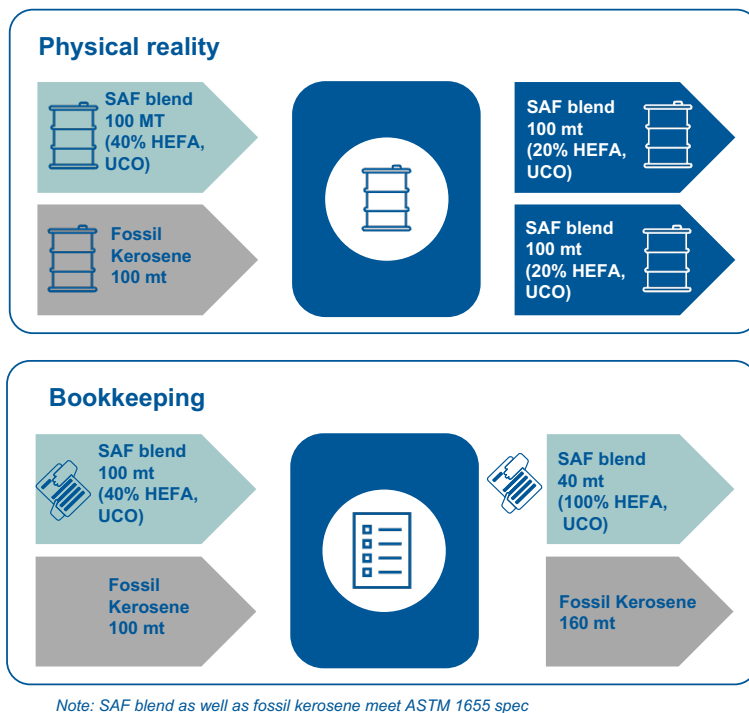 Physical reality
SAF blend
100 MT
(40% HEFA,
UCO)
Fossil
Kerosene
100 mt
SAF blend
100 mt
(20% HEFA,
UCO)
SAF blend
100 mt
(20% HEFA,
UCO)
Bookkeeping
SAF blend
100 mt
(40% HEFA,
UCO)
Fossil
Kerosene
100 mt
SAF blend
40 mt
(100% HEFA,
UCO)
Fossil Kerosene
160 mt
Note: SAF blend as well as fossil kerosene meet ASTM 1655 spec